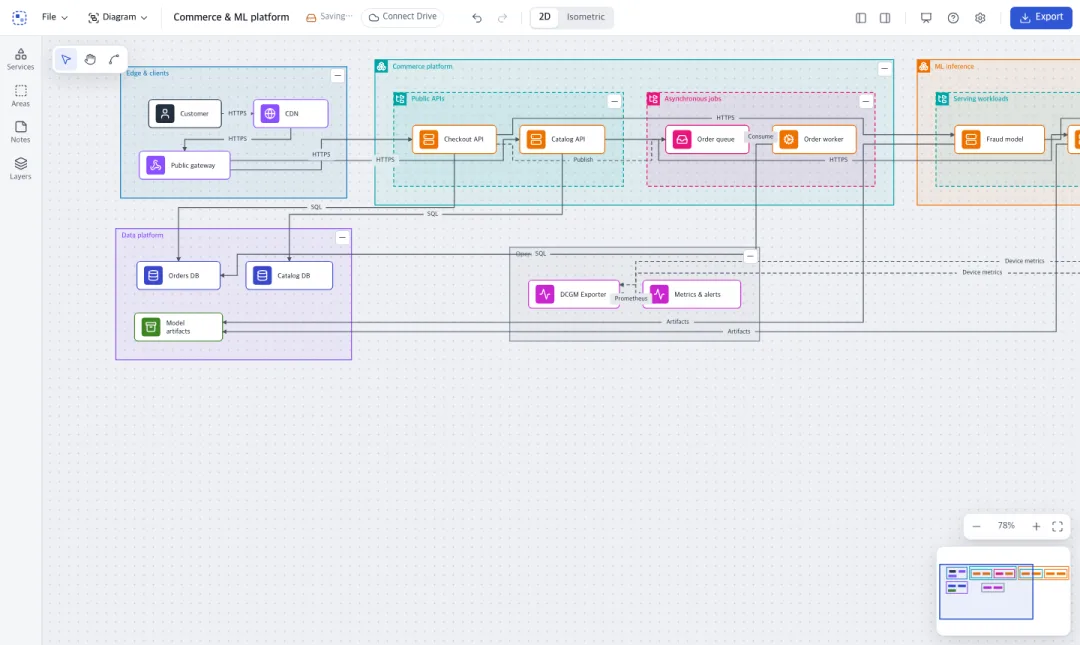 File
Diagram
Commerce & ML platform
Saving…
Connect Drive
2D
Isometric
Export
Services
Areas
Notes
Layers
Edge & clients
Customer
HTTPS
CDN
HTTPS
HTTPS
Public gateway
HTTPS
Commerce platform
Public APIs
Checkout API
Catalog API
Publish
Asynchronous jobs
HTTPS
Order queue
Consume
Order worker
HTTPS
ML inference
Serving workloads
Fraud model
SQL
SQL
Data platform
Orders DB
Catalog DB
Model
artifacts
SQL
DCGM Exporter
Prometheus
Metrics & alerts
Device metrics
Device metrics
Artifacts
Artifacts
78%